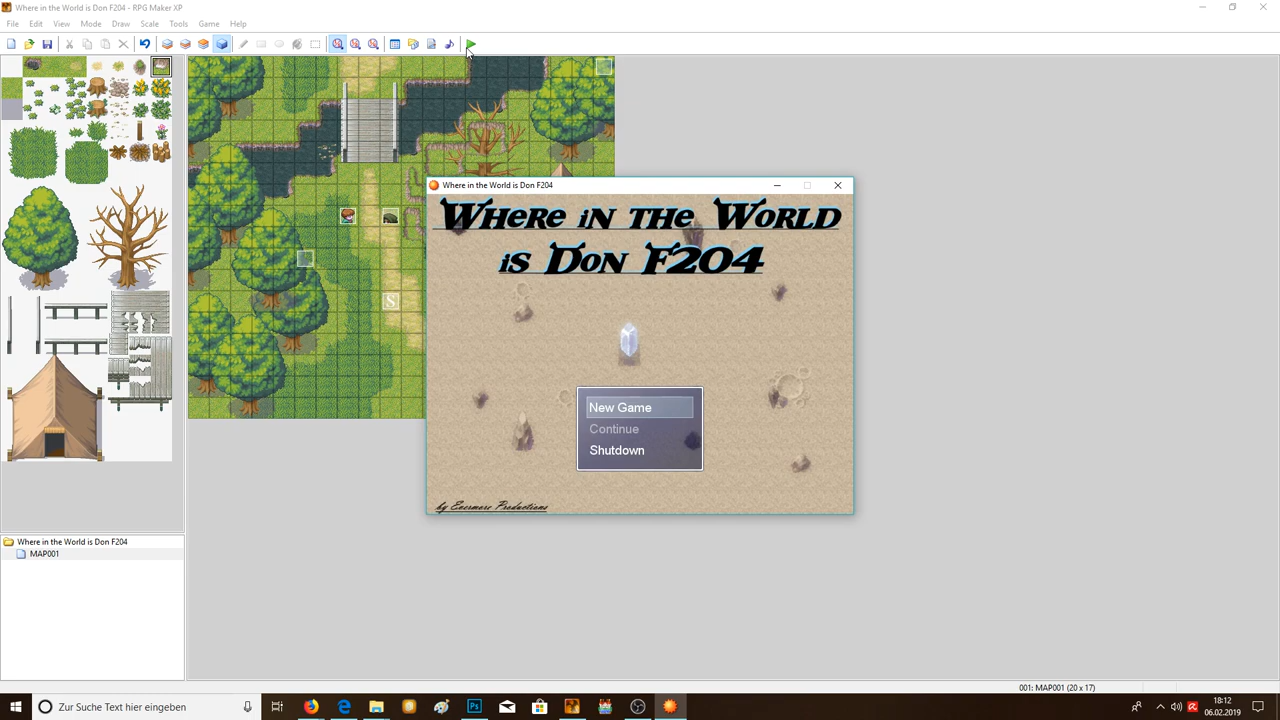 Where in the World is Don F204 - RPG Maker XP
File Edit View Mode Draw Scale Tools Game Help
Where in the World is Don F204
WHERE IN THE WORLD
IS DON F204
S
New Game
Continue
Shutdown
by Evermore Productions
Where in the World is Don F204
MAP001
001: MAP001 (20 x 17)
Zur Suche Text hier eingeben
Ps
18:12
06.02.2019